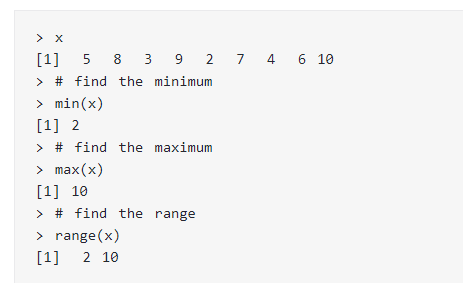 > x
[1]  5  8  3  9  2  7  4  6 10
> # find the minimum
> min(x)
[1] 2
> # find the maximum
> max(x)
[1] 10
> # find the range
> range(x)
[1]  2 10